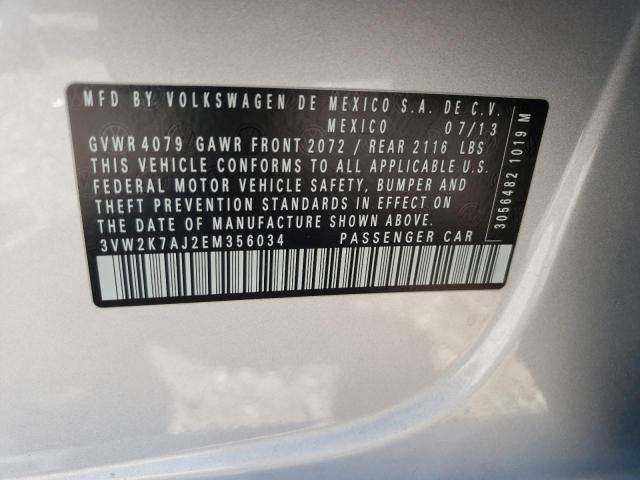 MFD BY VOLKSWAGEN DE MEXICO S.A. DE C.V.
MEXICO 07/13
GVWR 4079 GAWR FRONT 2072 / REAR 2116 LBS
THIS VEHICLE CONFORMS TO ALL APPLICABLE U.S.
FEDERAL MOTOR VEHICLE SAFETY, BUMPER AND
THEFT PREVENTION STANDARDS IN EFFECT ON
THE DATE OF MANUFACTURE SHOWN ABOVE.
3VW2K7AJ2EM356034 PASSENGER CAR
3056482 1019 M